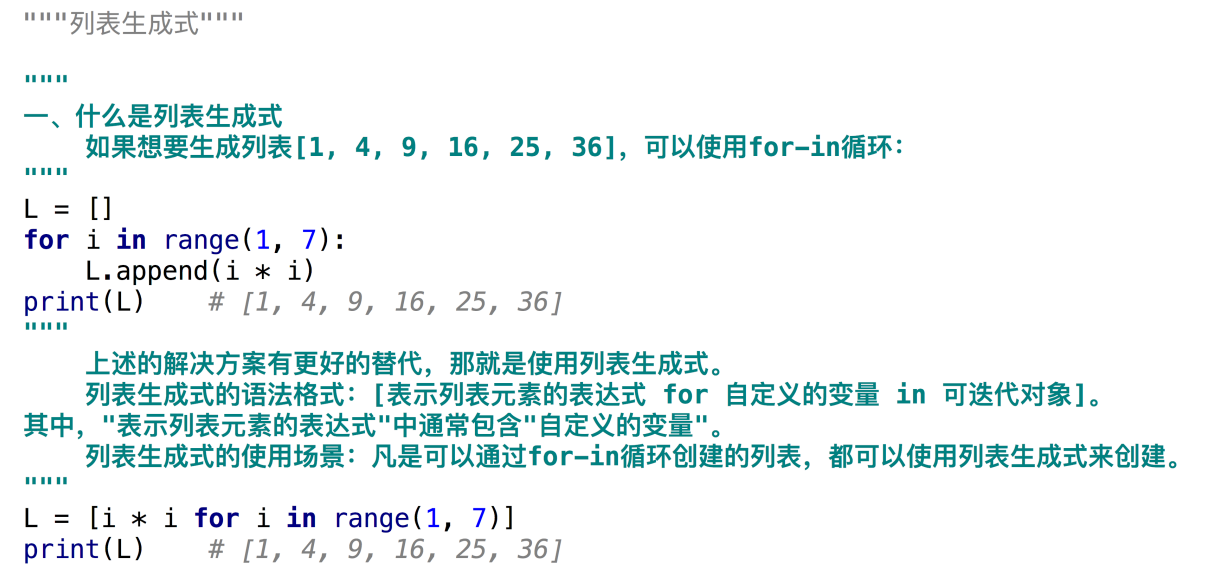 """列表生成式"""
"""
一、什么是列表生成式
    如果想要生成列表[1, 4, 9, 16, 25, 36]，可以使用for-in循环：
"""
L = []
for i in range(1, 7):
    L.append(i * i)
print(L)    # [1, 4, 9, 16, 25, 36]
"""
    上述的解决方案有更好的替代，那就是使用列表生成式。
    列表生成式的语法格式：[表示列表元素的表达式 for 自定义的变量 in 可迭代对象]。
其中，"表示列表元素的表达式"中通常包含"自定义的变量"。
    列表生成式的使用场景：凡是可以通过for-in循环创建的列表，都可以使用列表生成式来创建。
"""
L = [i * i for i in range(1, 7)]
print(L)    # [1, 4, 9, 16, 25, 36]